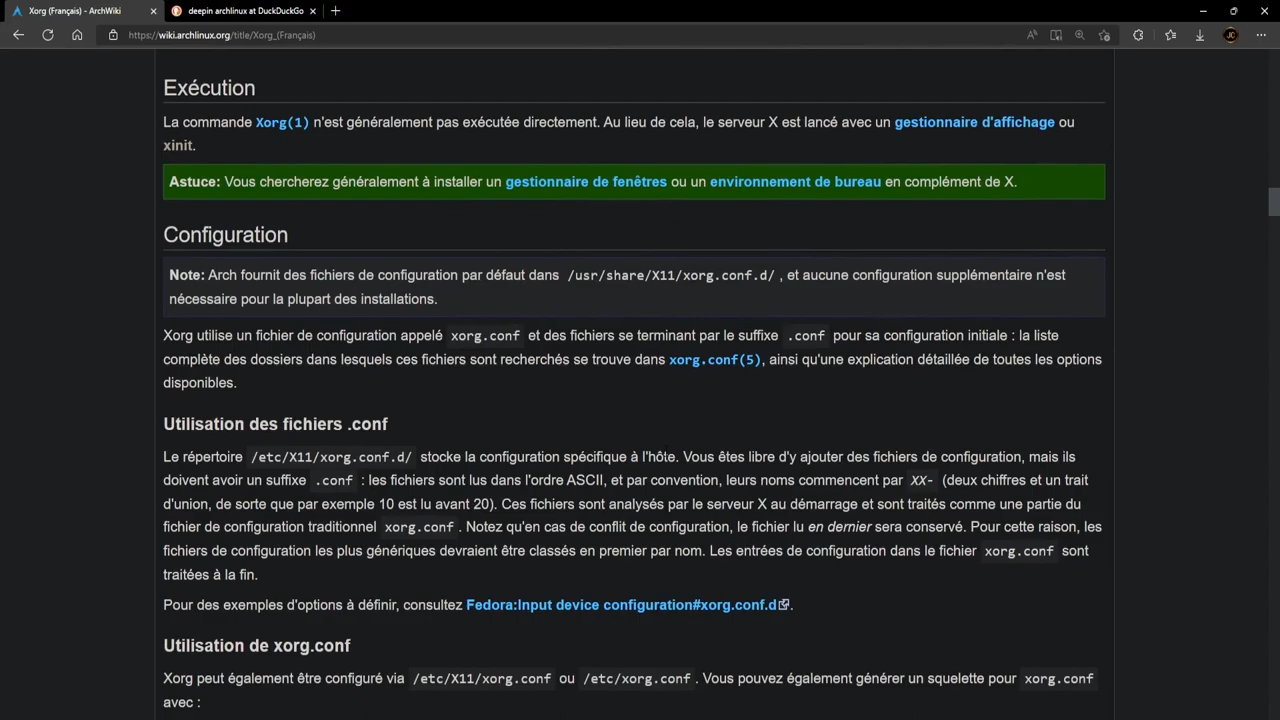 Xorg (Français) - ArchWiki
deepin archlinux at DuckDuckGo
https://wiki.archlinux.org/title/Xorg_(Français)
JC
Exécution
La commande Xorg(1) n'est généralement pas exécutée directement. Au lieu de cela, le serveur X est lancé avec un gestionnaire d'affichage ou
xinit.
Astuce: Vous chercherez généralement à installer un gestionnaire de fenêtres ou un environnement de bureau en complément de X.
Configuration
Note: Arch fournit des fichiers de configuration par défaut dans /usr/share/X11/xorg.conf.d/ , et aucune configuration supplémentaire n'est
nécessaire pour la plupart des installations.
Xorg utilise un fichier de configuration appelé xorg.conf et des fichiers se terminant par le suffixe .conf pour sa configuration initiale : la liste
complète des dossiers dans lesquels ces fichiers sont recherchés se trouve dans xorg.conf(5), ainsi qu'une explication détaillée de toutes les options
disponibles.
Utilisation des fichiers .conf
Le répertoire /etc/X11/xorg.conf.d/ stocke la configuration spécifique à l'hôte. Vous êtes libre d'y ajouter des fichiers de configuration, mais ils
doivent avoir un suffixe .conf : les fichiers sont lus dans l'ordre ASCII, et par convention, leurs noms commencent par XX- (deux chiffres et un trait
d'union, de sorte que par exemple 10 est lu avant 20). Ces fichiers sont analysés par le serveur X au démarrage et sont traités comme une partie du
fichier de configuration traditionnel xorg.conf . Notez qu'en cas de conflit de configuration, le fichier lu en dernier sera conservé. Pour cette raison, les
fichiers de configuration les plus génériques devraient être classés en premier par nom. Les entrées de configuration dans le fichier xorg.conf sont
traitées à la fin.
Pour des exemples d'options à définir, consultez Fedora:Input device configuration#xorg.conf.d.
Utilisation de xorg.conf
Xorg peut également être configuré via /etc/X11/xorg.conf ou /etc/xorg.conf . Vous pouvez également générer un squelette pour xorg.conf
avec :